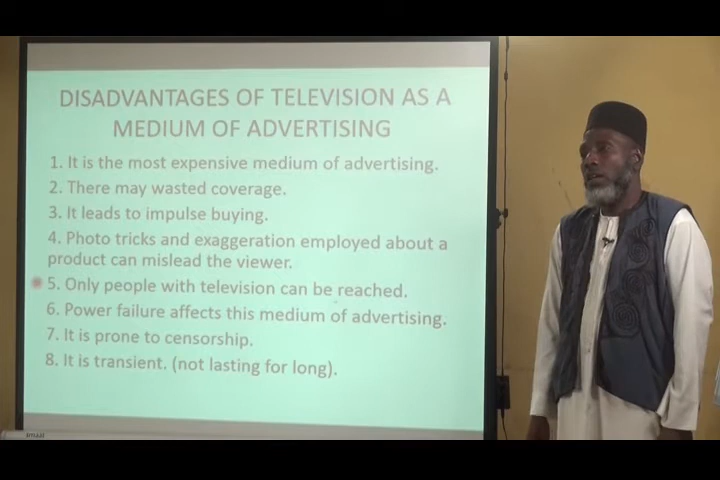 DISADVANTAGES OF TELEVISION AS A
MEDIUM OF ADVERTISING
1. It is the most expensive medium of advertising.
2. There may wasted coverage.
3. It leads to impulse buying.
4. Photo tricks and exaggeration employed about a
product can mislead the viewer.
5. Only people with television can be reached.
6. Power failure affects this medium of advertising.
7. It is prone to censorship.
8. It is transient. (not lasting for long).